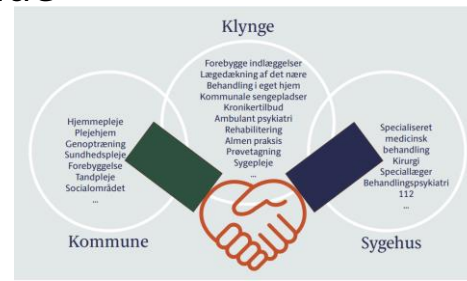 Klynge
Forebygge indlæggelser
Lægedækning af det nære
Behandling i eget hjem
Kommunale sengepladser
Kronikertilbud
Ambulant psykiatri
Rehabilitering
Almen praksis
Prøvetagning
Sygepleje
...
Hjemmepleje
Plejehjem
Genoptræning
Sundhedspleje
Forebyggelse
Tandpleje
Socialområdet
...
Kommune
Specialiseret
medicinsk
behandling
Kirurgi
Speciallæger
Behandlingspsykiatri
112
...
Sygehus